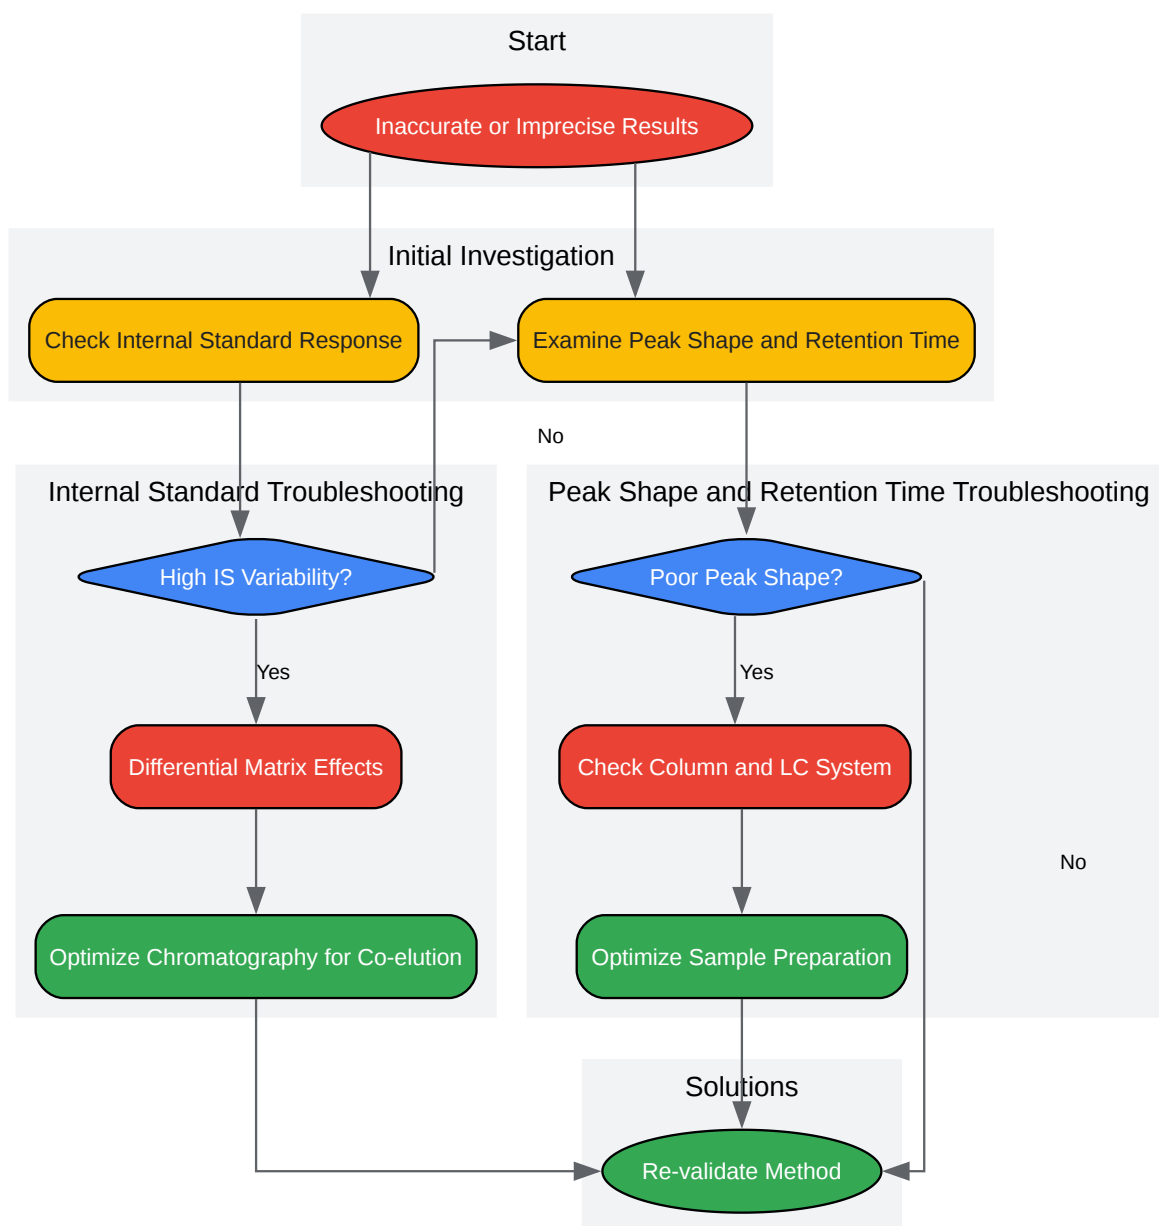 Start
Inaccurate or Imprecise Results
Initial Investigation
Check Internal Standard Response
Examine Peak Shape and Retention Time
No
Internal Standard Troubleshooting
Peak Shape and Retention Time Troubleshooting
High IS Variability?
Poor Peak Shape?
Yes
Yes
Differential Matrix Effects
Check Column and LC System
No
Optimize Chromatography for Co-elution
Optimize Sample Preparation
Solutions
Re-validate Method